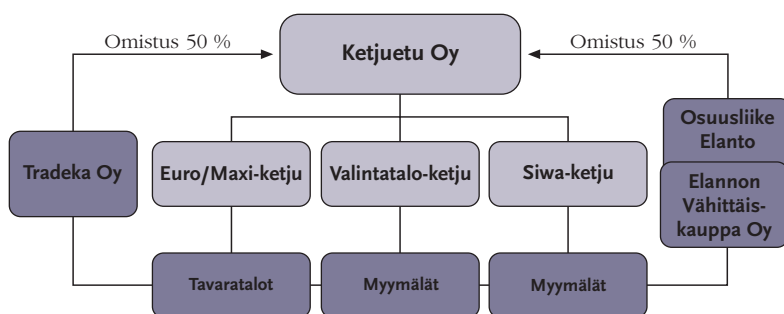 Omistus 50 %
Ketjuetu Oy
Omistus 50 %
Tradeka Oy
Euro/Maxi-ketju
Valintatalo-ketju
Siwa-ketju
Osuusliike
Elanto
Elannon
Vähittäis-
kauppa Oy
Tavaratalot
Myymälät
Myymälät